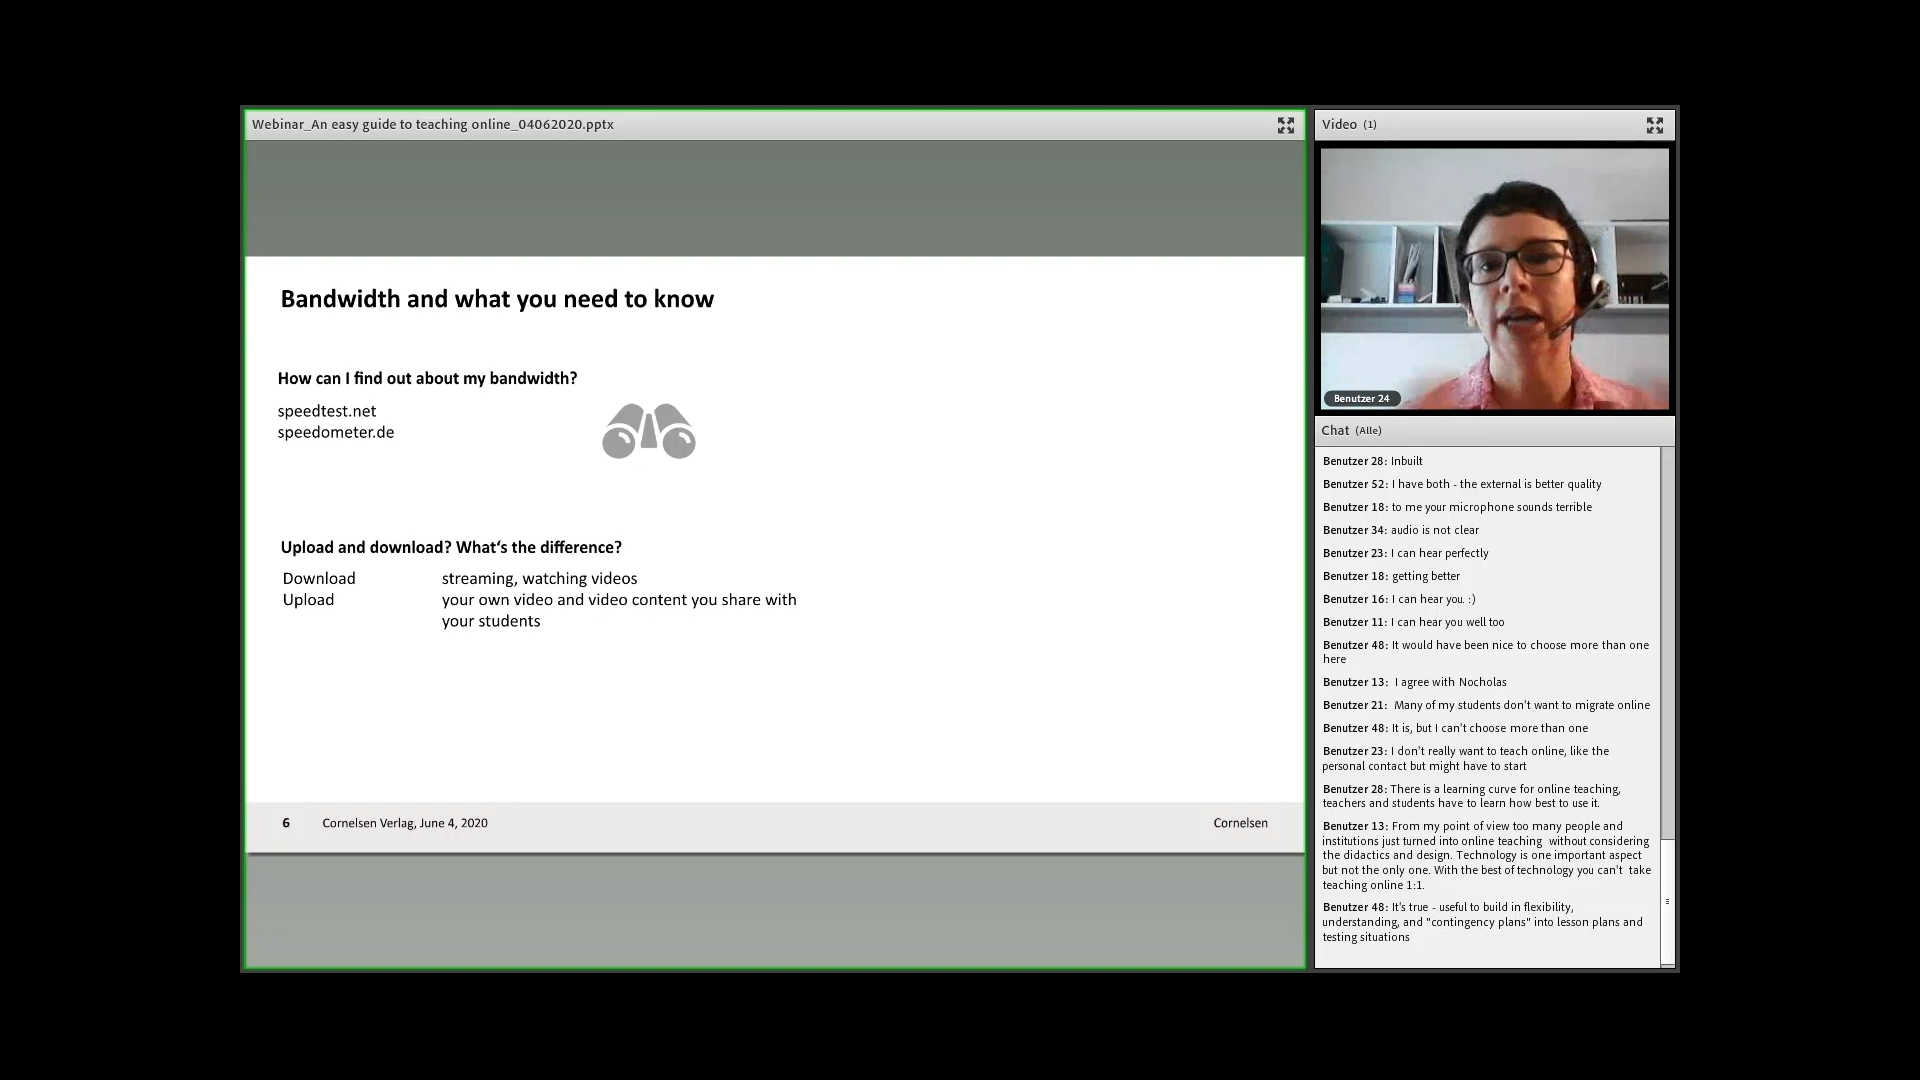 Webinar_An easy guide to teaching online_04062020.pptx
Bandwidth and what you need to know
How can I find out about my bandwidth?
speedtest.net
speedometer.de
Upload and download? What‘s the difference?
Download streaming, watching videos
Upload your own video and video content you share with
your students
6 Cornelsen Verlag, June 4, 2020 Cornelsen
Video (1)
Benutzer 24
Chat (Alle)
Benutzer 28: Inbuilt
Benutzer 52: I have both - the external is better quality
Benutzer 18: to me your microphone sounds terrible
Benutzer 34: audio is not clear
Benutzer 23: I can hear perfectly
Benutzer 18: getting better
Benutzer 16: I can hear you. :)
Benutzer 11: I can hear you well too
Benutzer 48: It would have been nice to choose more than one
here
Benutzer 13: I agree with Nocholas
Benutzer 21: Many of my students don't want to migrate online
Benutzer 48: It is, but I can't choose more than one
Benutzer 23: I don't really want to teach online, like the
personal contact but might have to start
Benutzer 28: There is a learning curve for online teaching,
teachers and students have to learn how best to use it.
Benutzer 13: From my point of view too many people and
institutions just turned into online teaching without considering
the didactics and design. Technology is one important aspect
but not the only one. With the best of technology you can't take
teaching online 1:1.
Benutzer 48: It's true - useful to build in flexibility,
understanding, and "contingency plans" into lesson plans and
testing situations